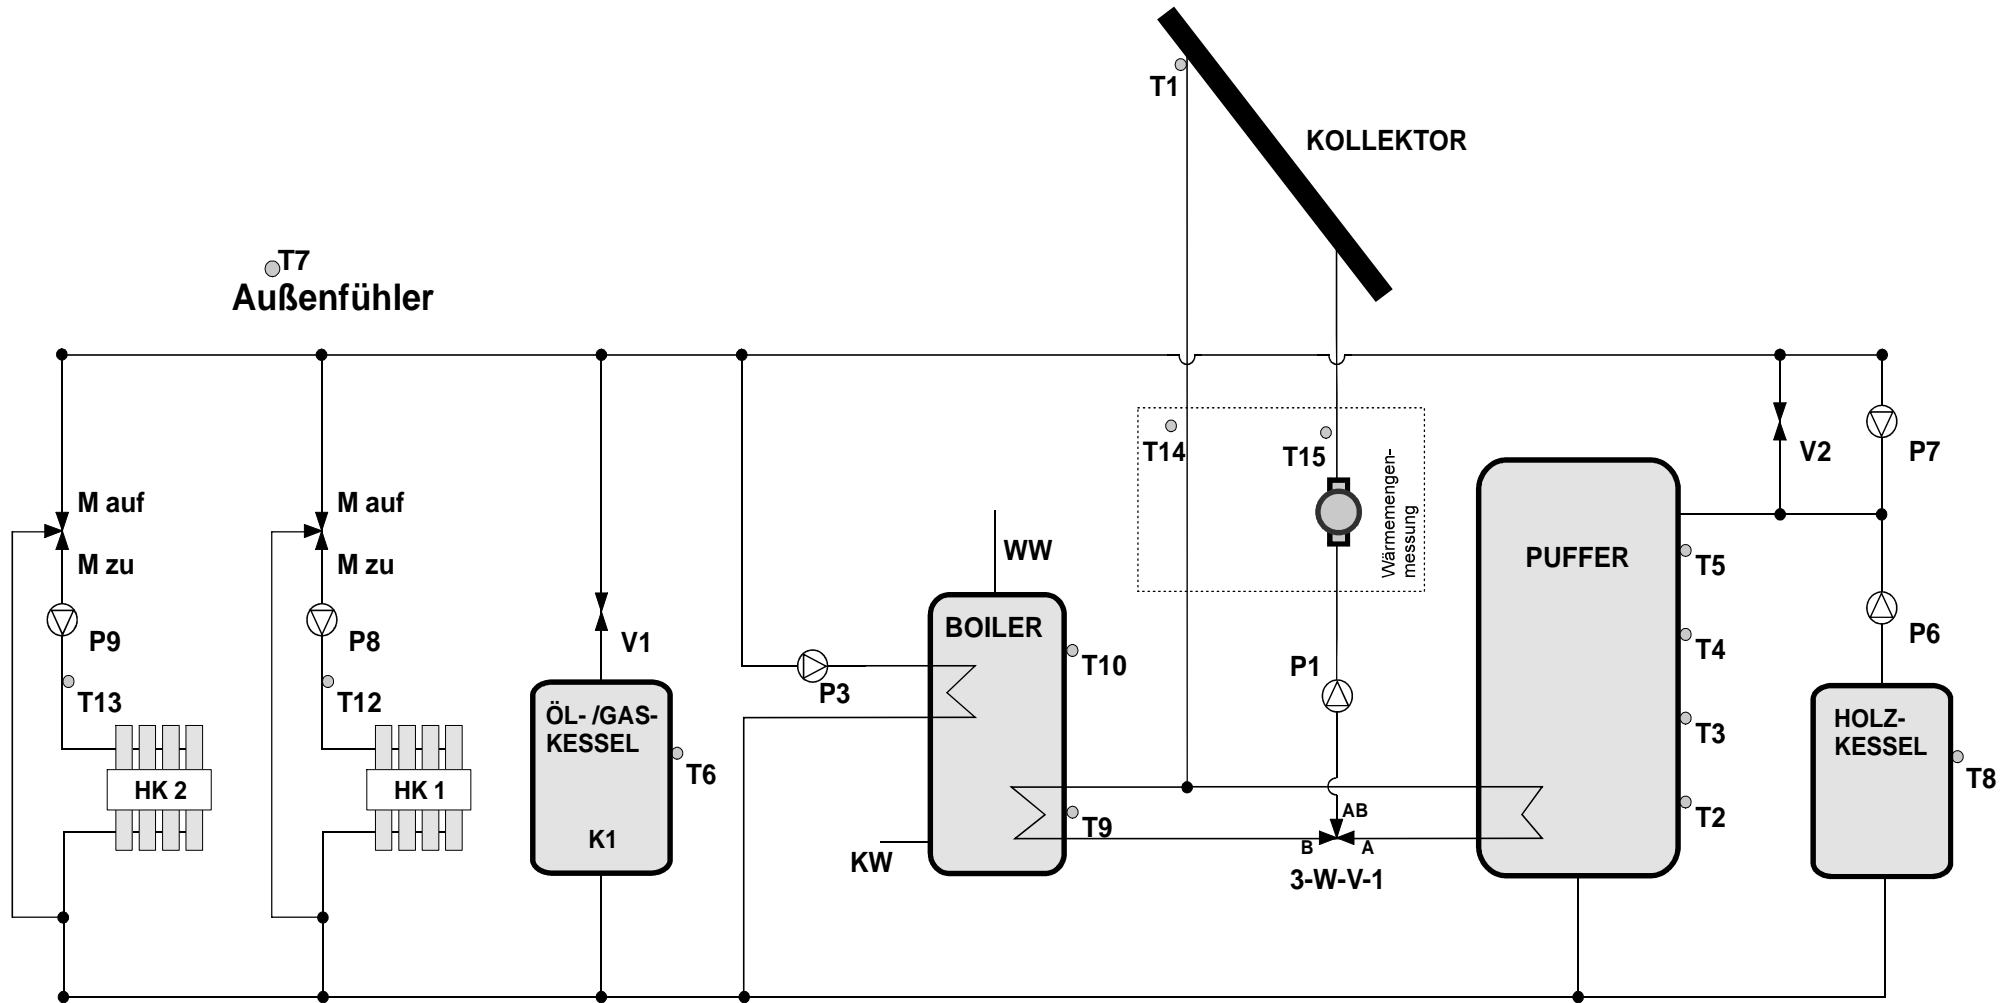 T1
KOLLEKTOR
T7
Außenfühler
T14
T15
Wärmemengen-
messung
V2
P7
M auf
M auf
M zu
M zu
WW
PUFFER
T5
P9
P8
V1
BOILER
T10
P1
T4
P6
P3
T13
T12
ÖL- /GAS-
KESSEL
T6
T3
HOLZ-
KESSEL
T8
HK 2
HK 1
K1
T9
KW
AB
B
A
3-W-V-1
T2